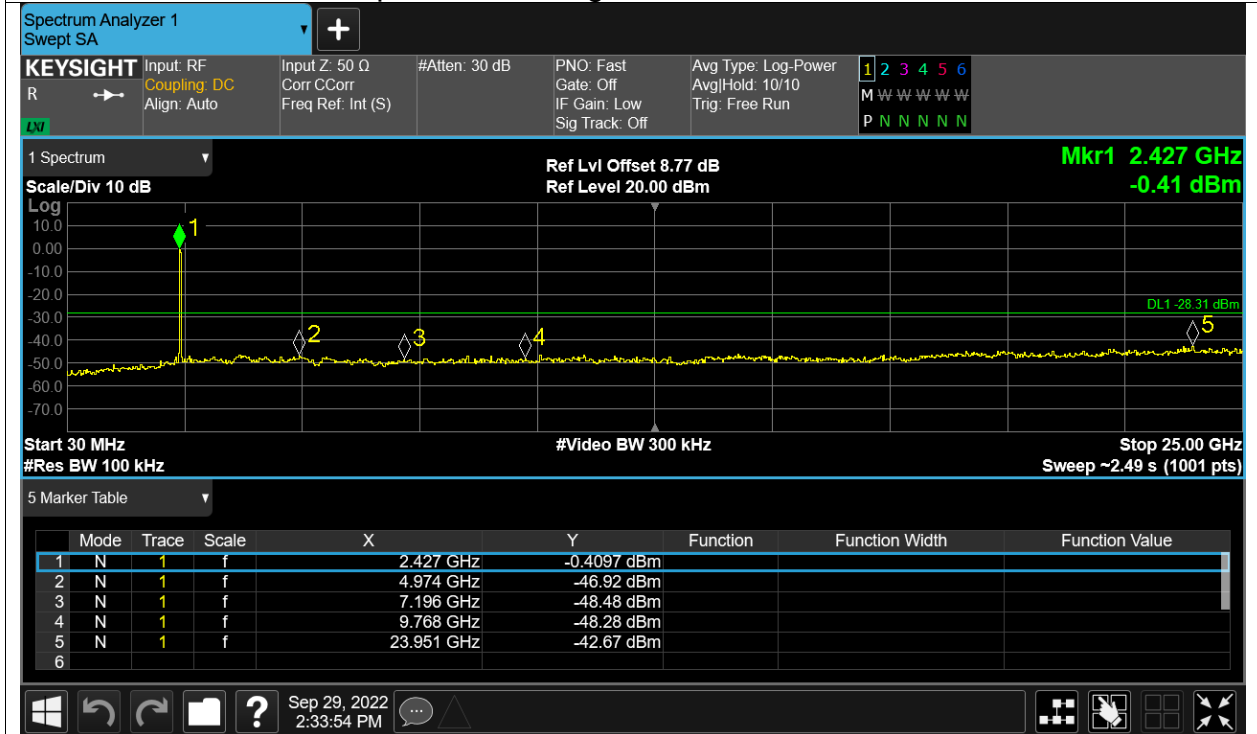 Spectrum Analyzer 1
Swept SA
KEYSIGHT
R
LXI
Input: RF
Coupling: DC
Align: Auto
Input Z: 50 Ω
Corr CCorr
Freq Ref: Int (S)
#Atten: 30 dB
PNO: Fast
Gate: Off
IF Gain: Low
Sig Track: Off
Avg Type: Log-Power
Avg|Hold: 10/10
Trig: Free Run
1 2 3 4 5 6
M W W W W W
P N N N N N
1 Spectrum
Scale/Div 10 dB
Ref Lvl Offset 8.77 dB
Ref Level 20.00 dBm
Mkr1 2.427 GHz
-0.41 dBm
Log
10.0
0.00
-10.0
-20.0
-30.0
-40.0
-50.0
-60.0
-70.0
1
2
3
4
5
DL1 -28.31 dBm
Start 30 MHz
#Res BW 100 kHz
#Video BW 300 kHz
Stop 25.00 GHz
Sweep ~2.49 s (1001 pts)
5 Marker Table
Mode Trace Scale X Y Function Function Width Function Value
1 N 1 f 2.427 GHz -0.4097 dBm
2 N 1 f 4.974 GHz -46.92 dBm
3 N 1 f 7.196 GHz -48.48 dBm
4 N 1 f 9.768 GHz -48.28 dBm
5 N 1 f 23.951 GHz -42.67 dBm
6
?
Sep 29, 2022
2:33:54 PM